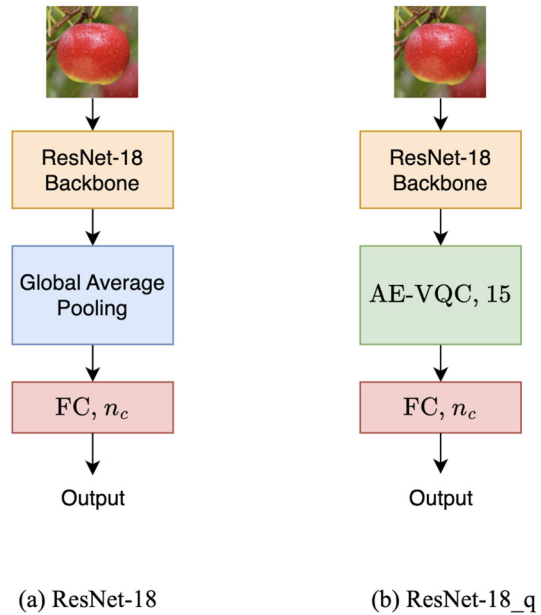 ResNet-18
Backbone
Global Average
Pooling
FC, n_c
Output
(a) ResNet-18
ResNet-18
Backbone
AE-VQC, 15
FC, n_c
Output
(b) ResNet-18_q